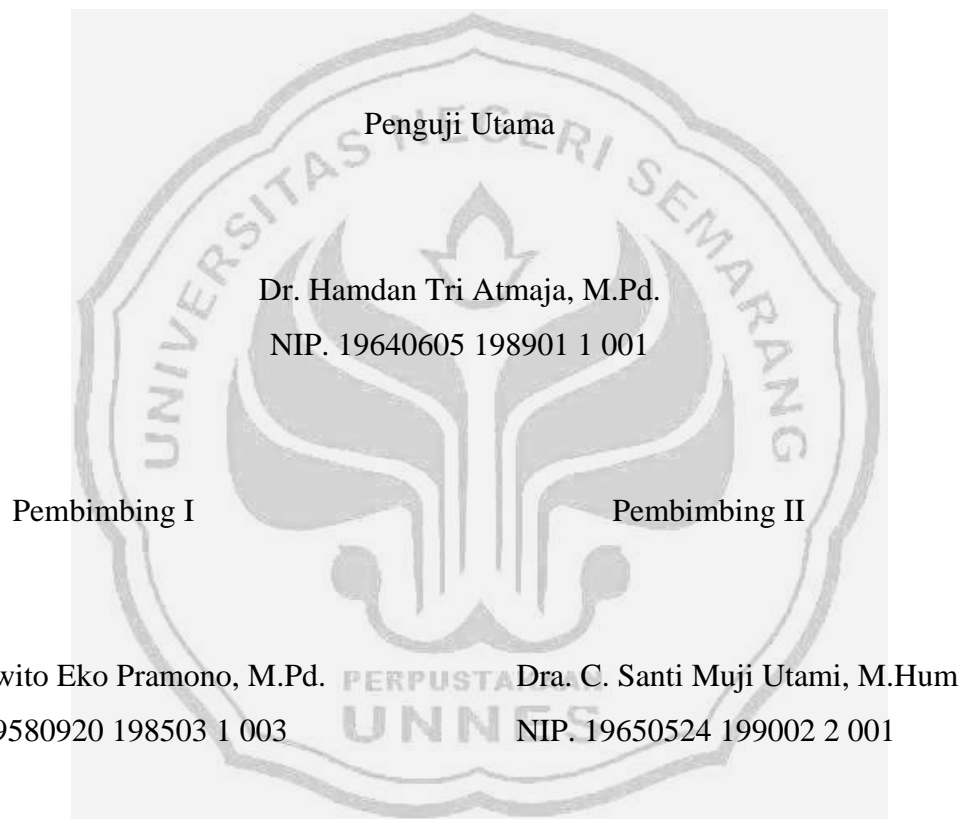 UNIVERSITAS NEGERI SEMARANG
Penguji Utama
Dr. Hamdan Tri Atmaja, M.Pd.
NIP. 19640605 198901 1 001
Pembimbing I Pembimbing II
wito Eko Pramono, M.Pd. Dra. C. Santi Muji Utami, M.Hum
9580920 198503 1 003 NIP. 19650524 199002 2 001
PERPUSTAKAAN
UNNES